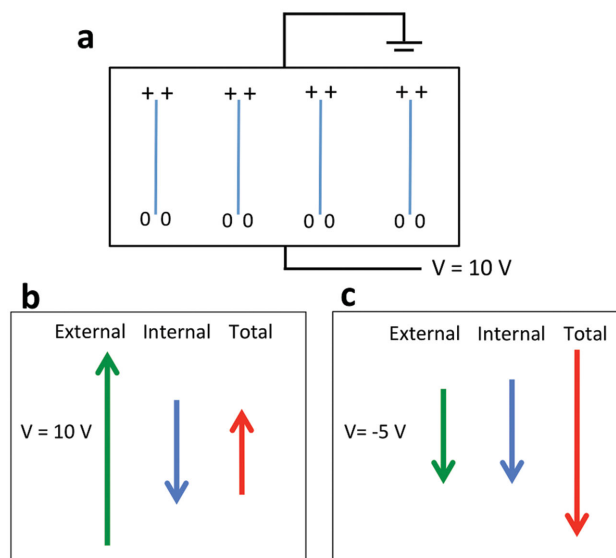 a
+ + + + + + + +
0 0 0 0 0 0 0 0
V = 10 V
b
External Internal Total
V = 10 V
c
External Internal Total
V= -5 V